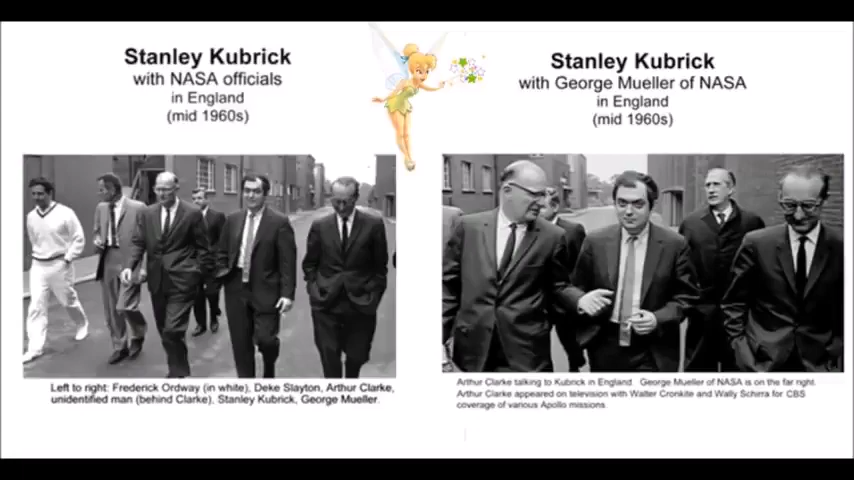 Stanley Kubrick
with NASA officials
in England
(mid 1960s)
Left to right: Frederick Ordway (in white), Deke Slayton, Arthur Clarke,
unidentified man (behind Clarke), Stanley Kubrick, George Mueller.
Stanley Kubrick
with George Mueller of NASA
in England
(mid 1960s)
Arthur Clarke talking to Kubrick in England. George Mueller of NASA is on the far right.
Arthur Clarke appeared on television with Walter Cronkite and Wally Schirra for CBS
coverage of various Apollo missions.